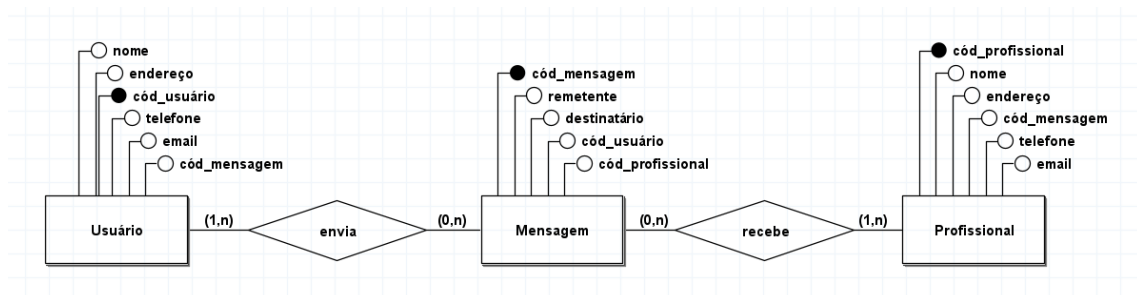 nome
endereço
cód_usuário
telefone
email
cód_mensagem
Usuário
(1,n)
envia
(0,n)
cód_mensagem
remetente
destinatário
cód_usuário
cód_profissional
Mensagem
(0,n)
recebe
(1,n)
cód_profissional
nome
endereço
cód_mensagem
telefone
email
Profissional